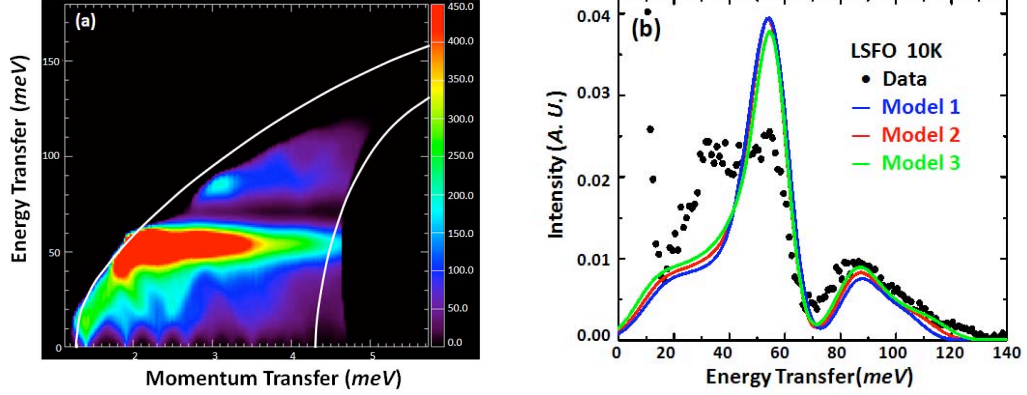 (a)
Energy Transfer (meV)
150
100
50
0
2
3
4
5
Momentum Transfer (meV)
450.0
400.0
350.0
300.0
250.0
200.0
150.0
100.0
50.0
0.0
(b)
LSFO 10K
Data
Model 1
Model 2
Model 3
Intensity (A. U.)
0.04
0.03
0.02
0.01
0.00
0 20 40 60 80 100 120 140
Energy Transfer(meV)